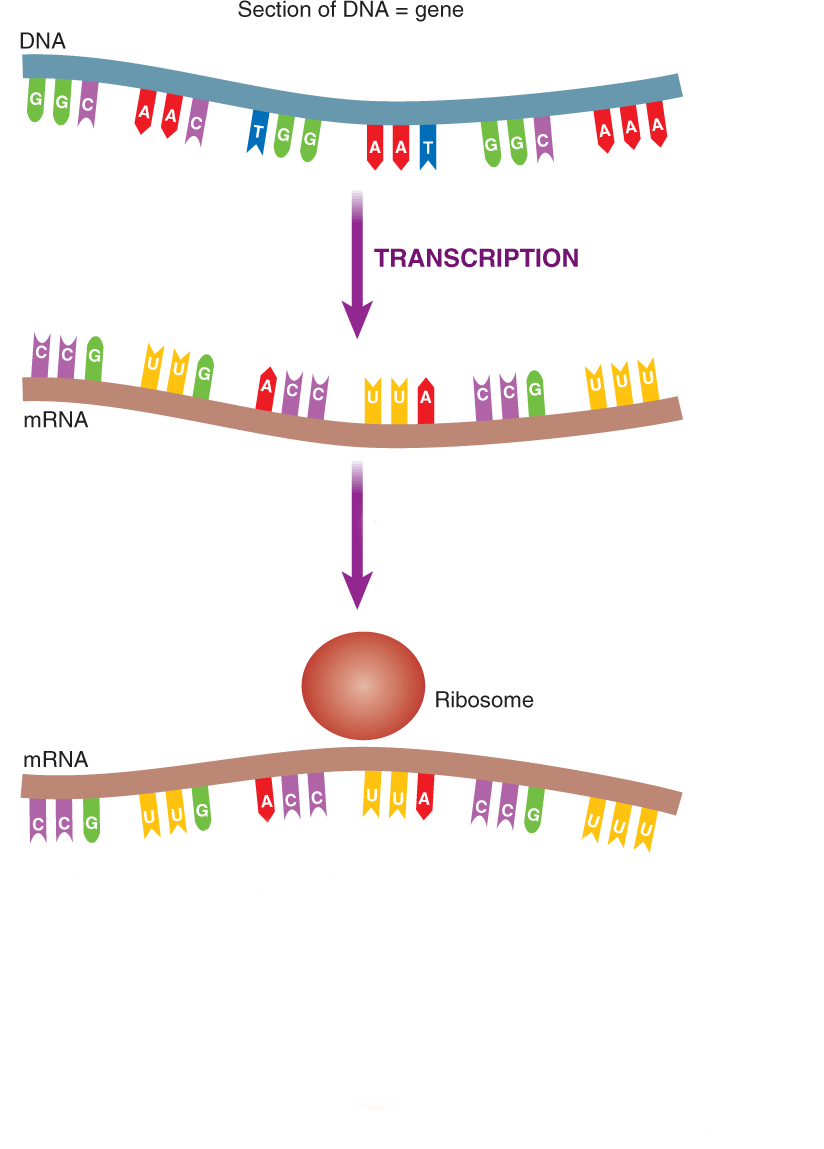 Section of DNA = gene
DNA
G G C A A C T G G A A T G G C A A A
TRANSCRIPTION
C C G U U G A C C U U A C C G U U U
mRNA
Ribosome
mRNA
C C G U U G A C C U U A C C G U U U